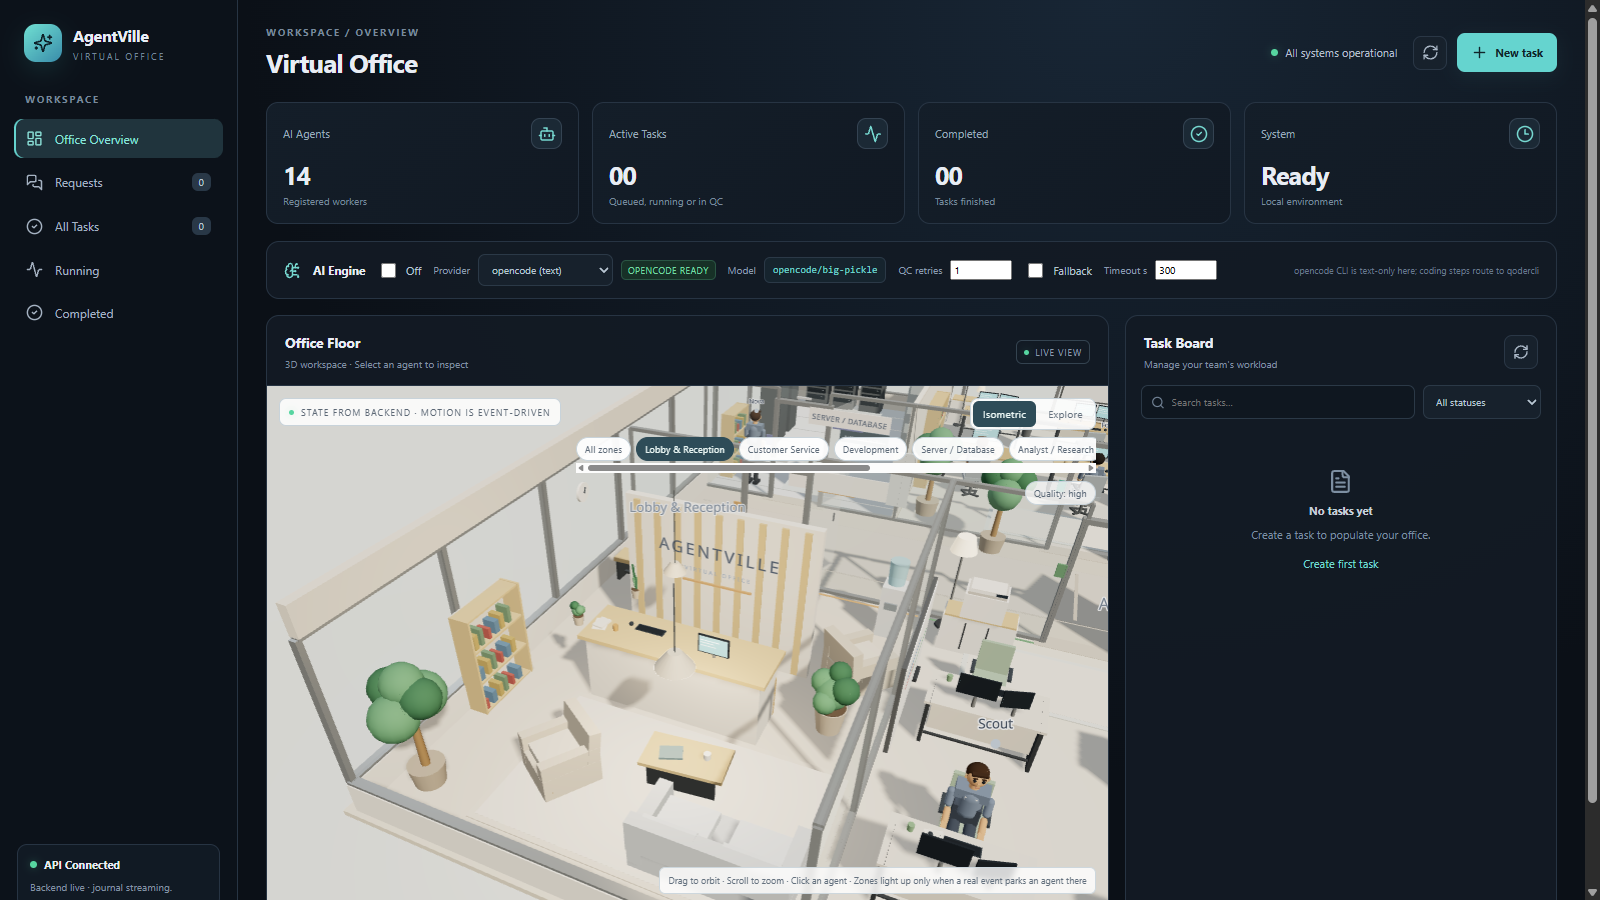 AgentVille
VIRTUAL OFFICE
WORKSPACE
Office Overview
Requests 0
All Tasks 0
Running
Completed
API Connected
Backend live · journal streaming.
WORKSPACE / OVERVIEW
Virtual Office
All systems operational
New task
AI Agents
14
Registered workers
Active Tasks
00
Queued, running or in QC
Completed
00
Tasks finished
System
Ready
Local environment
AI Engine Off Provider opencode (text) OPENCODE READY Model opencode/big-pickle QC retries 1 Fallback Timeout s 300 opencode CLI is text-only here; coding steps route to qodercli
Office Floor
3D workspace · Select an agent to inspect
LIVE VIEW
STATE FROM BACKEND · MOTION IS EVENT-DRIVEN
SERVER / DATABASE
Isometric Explore
All zones Lobby & Reception Customer Service Development Server / Database Analyst / Research
Quality: high
Lobby & Reception
AGENTVILLE
VIRTUAL OFFICE
A
Scout
Drag to orbit · Scroll to zoom · Click an agent · Zones light up only when a real event parks an agent there
Task Board
Manage your team's workload
Search tasks...
All statuses
No tasks yet
Create a task to populate your office.
Create first task